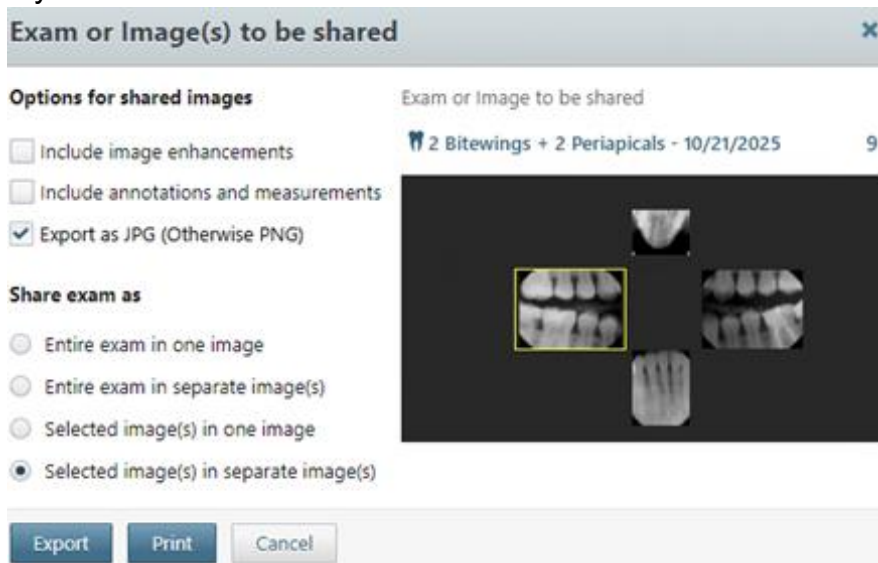 Exam or Image(s) to be shared
Options for shared images
Include image enhancements
Include annotations and measurements
Export as JPG (Otherwise PNG)
Share exam as
Entire exam in one image
Entire exam in separate image(s)
Selected image(s) in one image
Selected image(s) in separate image(s)
Exam or Image to be shared
2 Bitewings + 2 Periapicals - 10/21/2025 9
Export Print Cancel